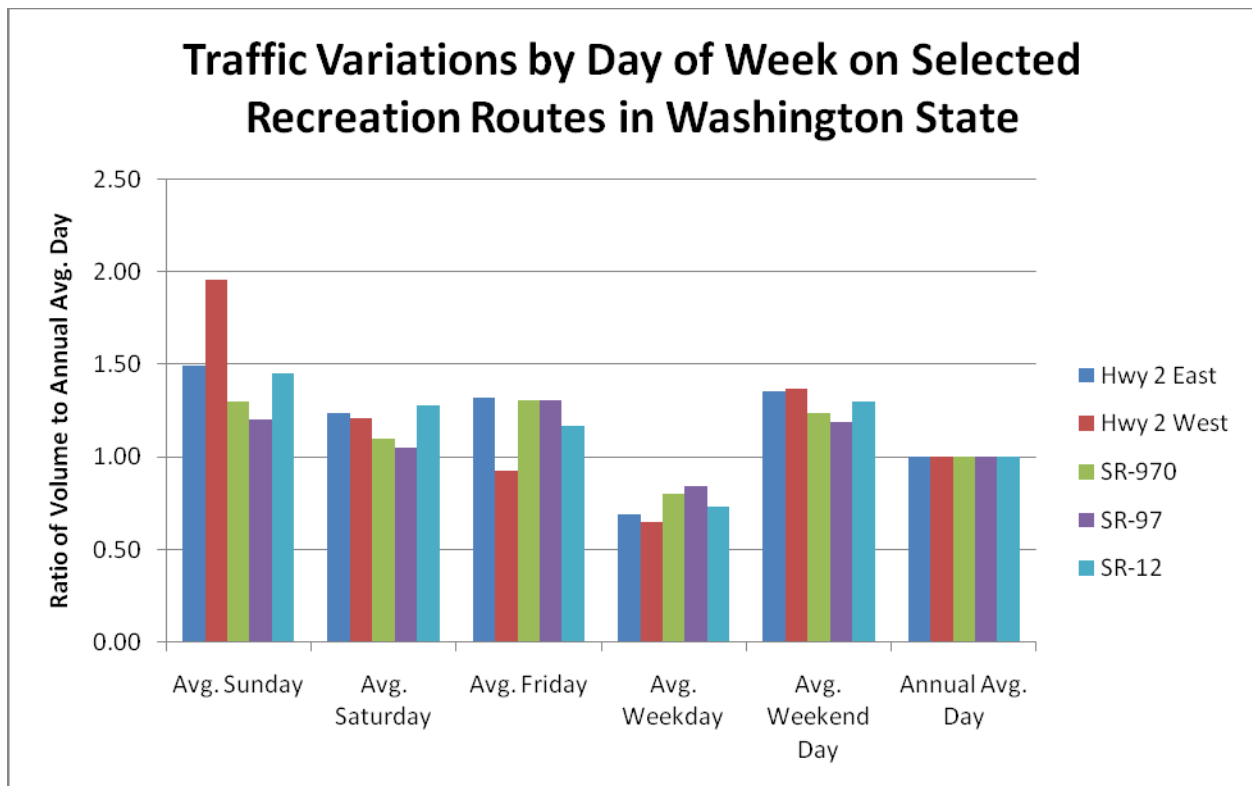 Traffic Variations by Day of Week on Selected
Recreation Routes in Washington State
Ratio of Volume to Annual Avg. Day
2.50
2.00
1.50
1.00
0.50
0.00
Avg. Sunday
Avg.
Saturday
Avg. Friday
Avg.
Weekday
Avg.
Weekend
Day
Annual Avg.
Day
Hwy 2 East
Hwy 2 West
SR-970
SR-97
SR-12